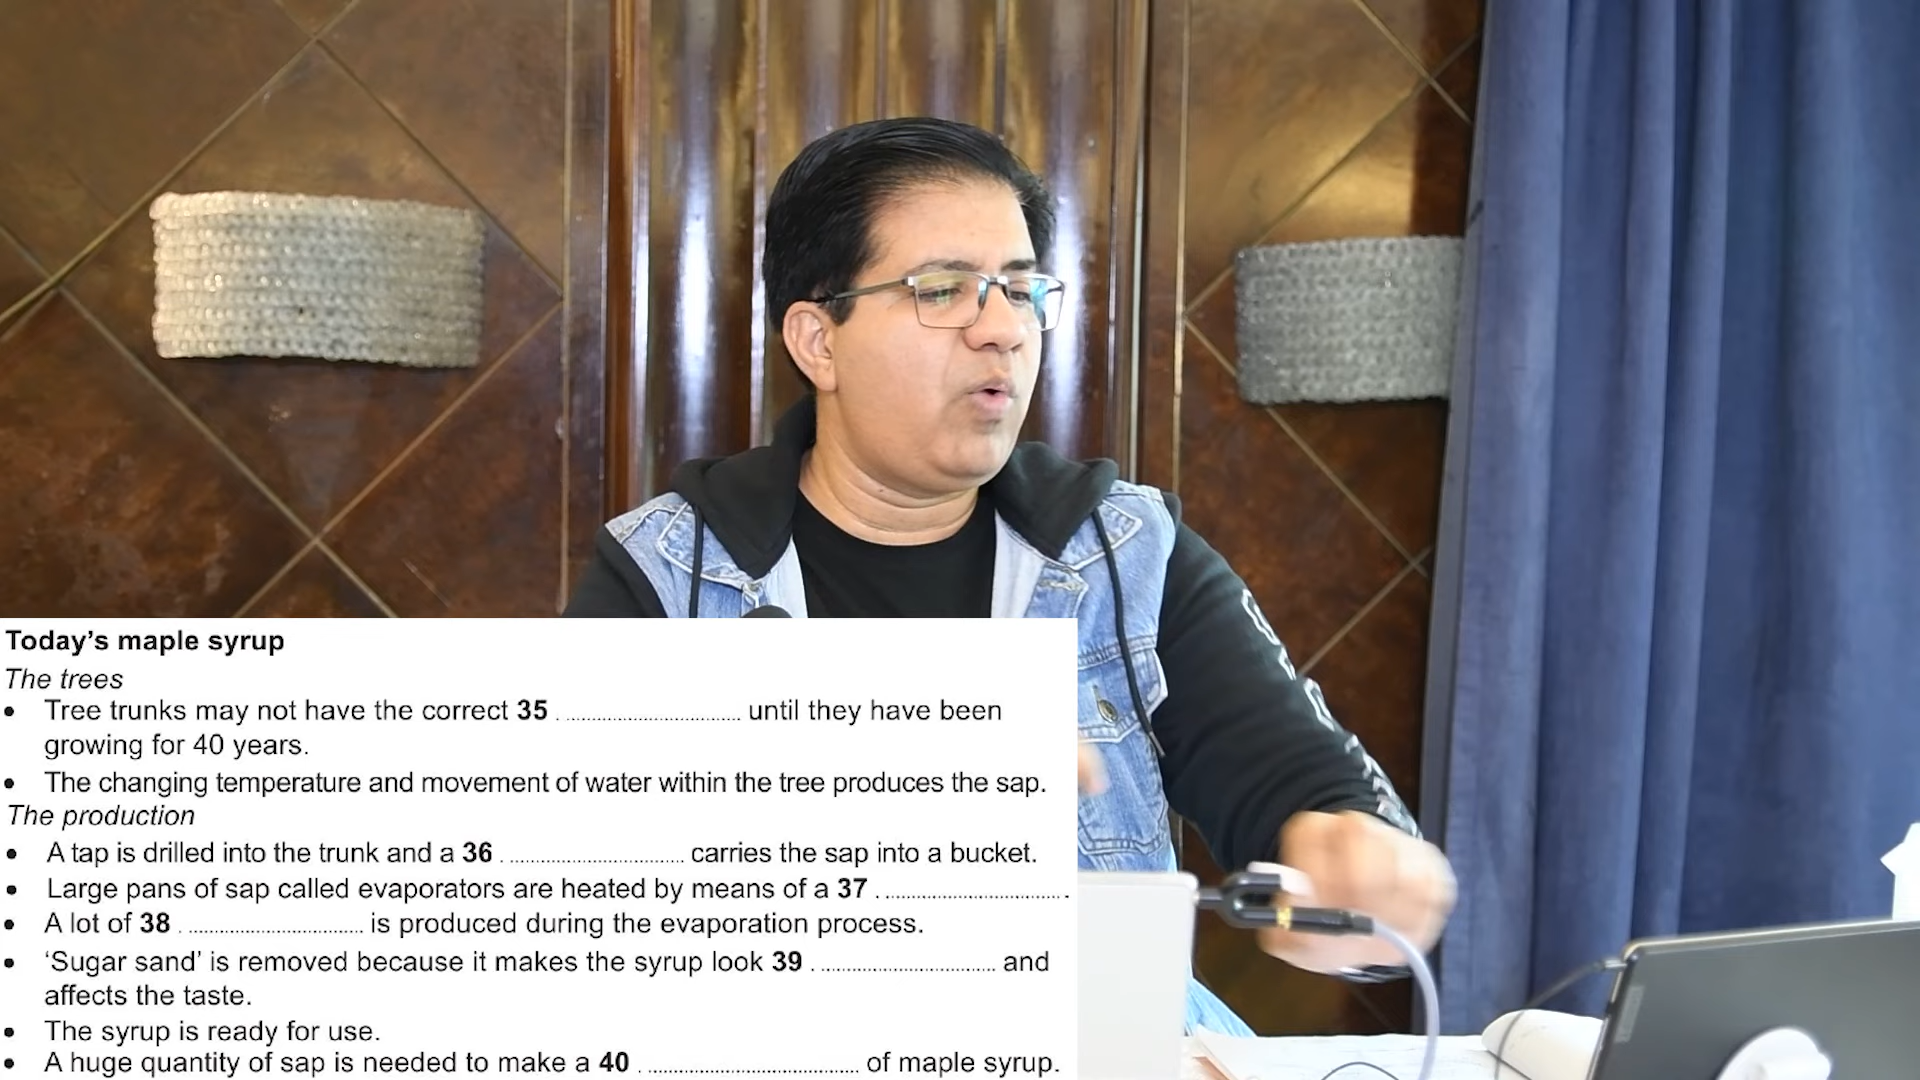 Today's maple syrup
The trees
• Tree trunks may not have the correct 35 . .................................. until they have been
growing for 40 years.
• The changing temperature and movement of water within the tree produces the sap.
The production
• A tap is drilled into the trunk and a 36 . .................................. carries the sap into a bucket.
• Large pans of sap called evaporators are heated by means of a 37 . .................................. .
• A lot of 38 . .................................. is produced during the evaporation process.
• ‘Sugar sand’ is removed because it makes the syrup look 39 . .................................. and
affects the taste.
• The syrup is ready for use.
• A huge quantity of sap is needed to make a 40 . .................................. of maple syrup.